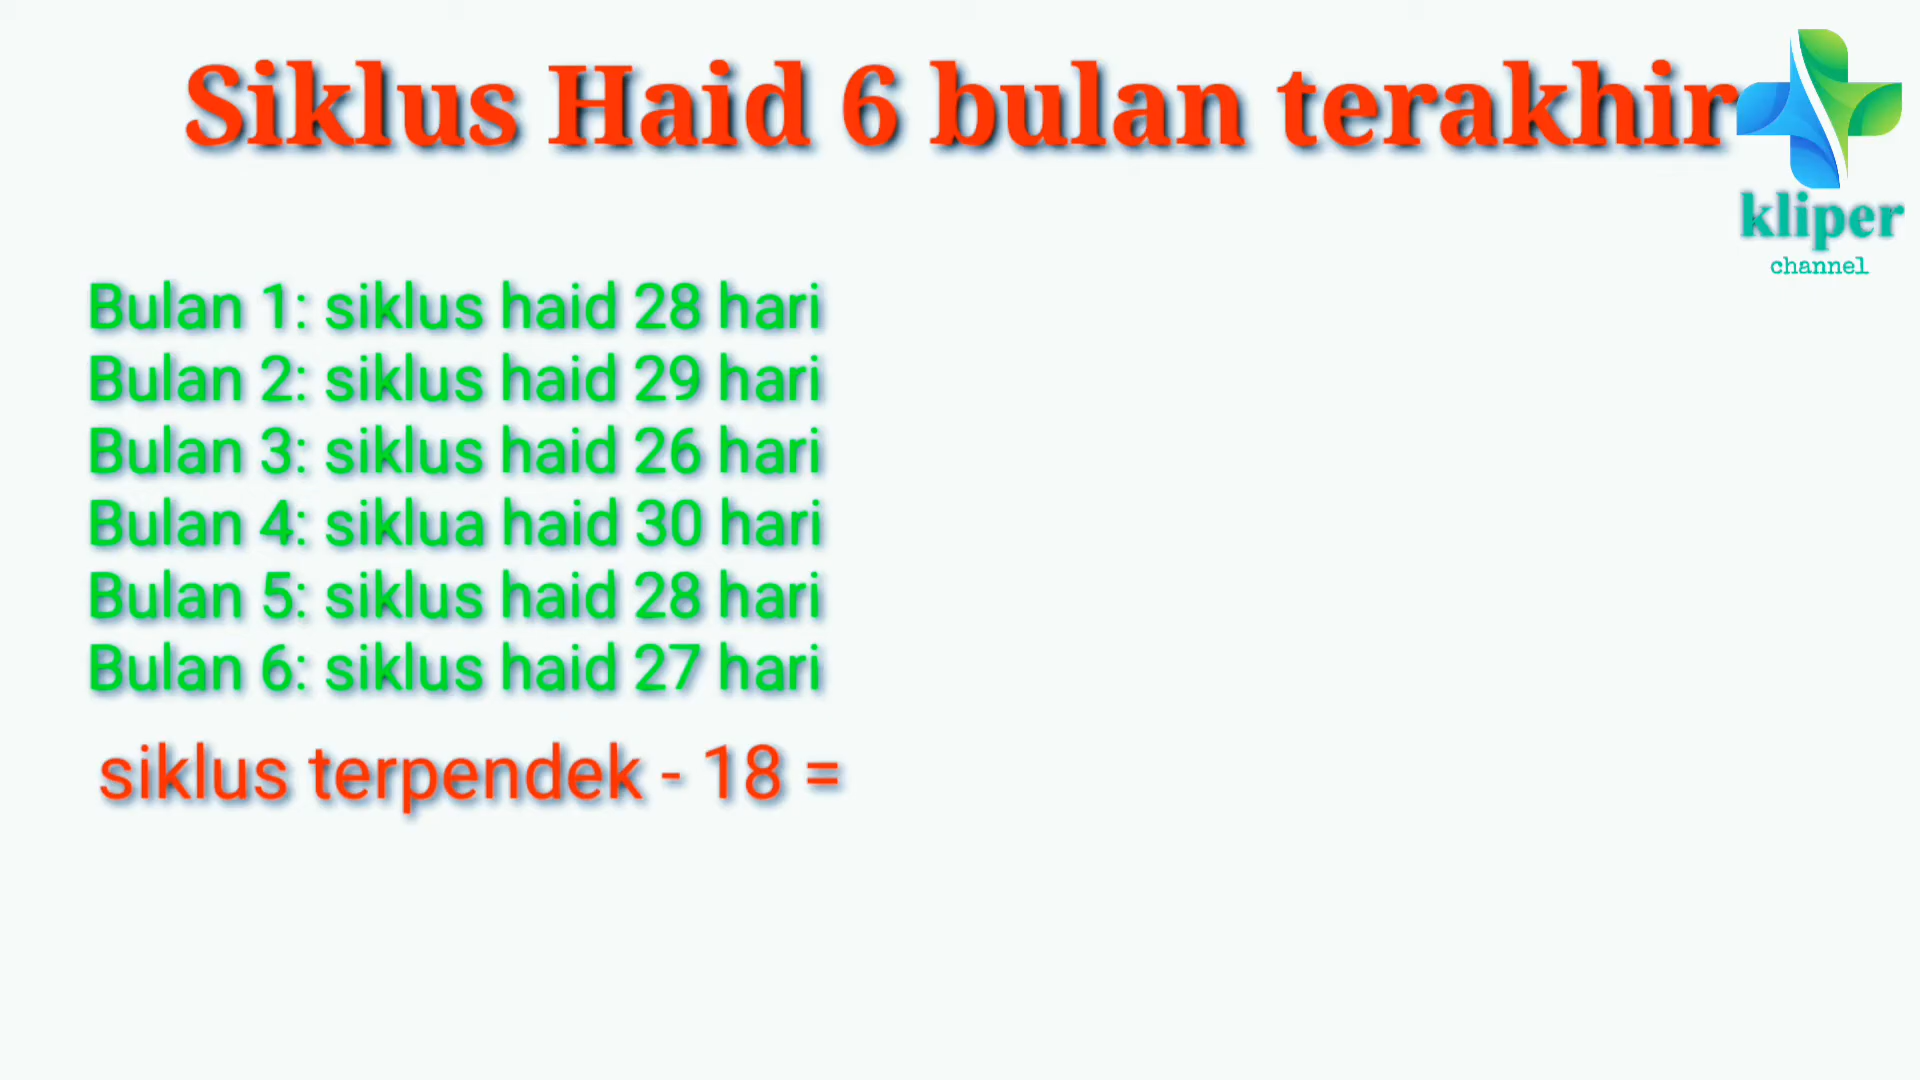 Siklus Haid 6 bulan terakhir
kliper
channel
Bulan 1: siklus haid 28 hari
Bulan 2: siklus haid 29 hari
Bulan 3: siklus haid 26 hari
Bulan 4: siklua haid 30 hari
Bulan 5: siklus haid 28 hari
Bulan 6: siklus haid 27 hari
siklus terpendek - 18 =